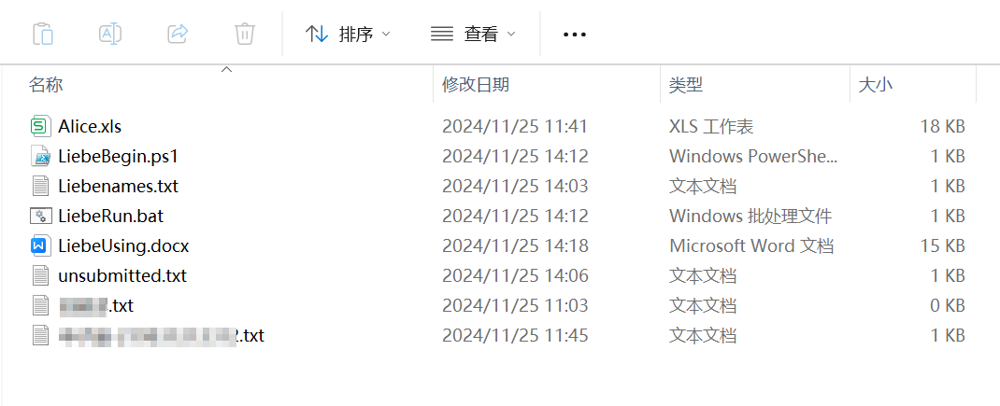 排序 查看
名称 修改日期 类型 大小
Alice.xls 2024/11/25 11:41 XLS 工作表 18 KB
LiebeBegin.ps1 2024/11/25 14:12 Windows PowerShe... 1 KB
Liebenames.txt 2024/11/25 14:03 文本文档 1 KB
LiebeRun.bat 2024/11/25 14:12 Windows 批处理文件 1 KB
LiebeUsing.docx 2024/11/25 14:18 Microsoft Word 文档 15 KB
unsubmitted.txt 2024/11/25 14:06 文本文档 1 KB
.txt 2024/11/25 11:03 文本文档 0 KB
.txt 2024/11/25 11:45 文本文档 1 KB